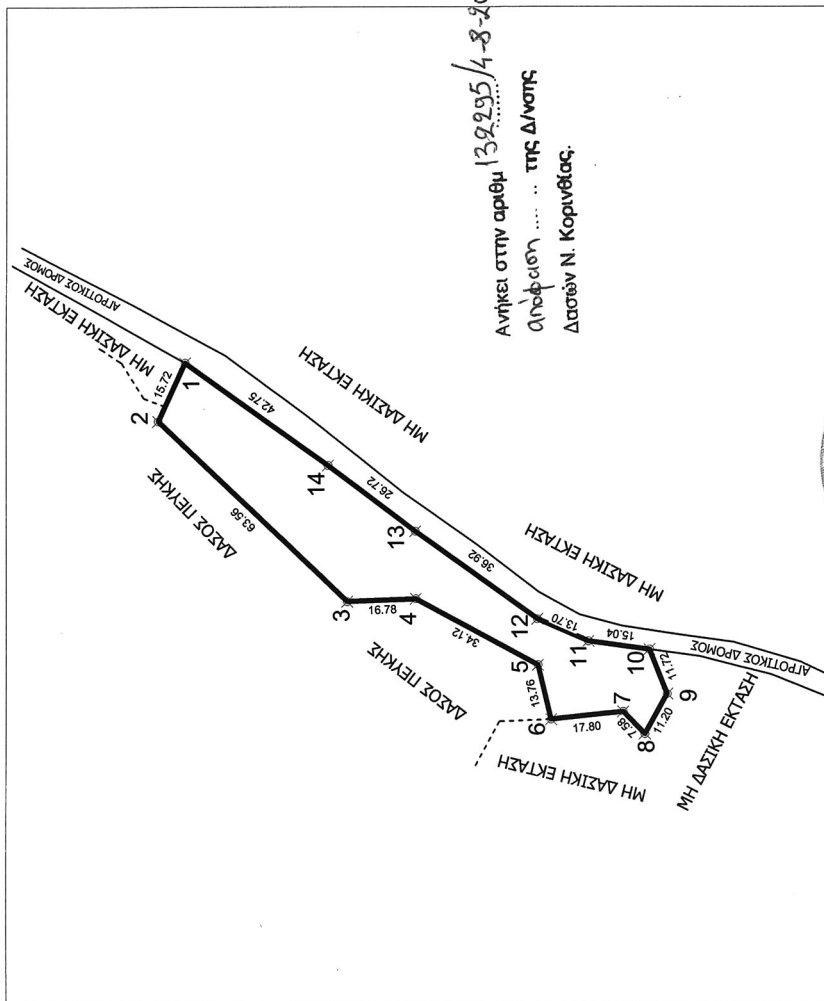 Ανήκει στην αριθμ 132295/4-8-20
απόφαση ....... της Δ/νσης
Δασών Ν. Κορινθίας.
ΑΓΡΟΤΙΚΟΣ ΔΡΟΜΟΣ
ΜΗ ΔΑΣΙΚΗ ΕΚΤΑΣΗ
15.72
2
1
42.75
ΜΗ ΔΑΣΙΚΗ ΕΚΤΑΣΗ
ΔΑΣΟΣ ΠΕΥΚΗΣ
63.56
14
26.72
13
3
16.78
4
36.92
ΜΗ ΔΑΣΙΚΗ ΕΚΤΑΣΗ
ΔΑΣΟΣ ΠΕΥΚΗΣ
34.12
12
13.70
5
13.76
6
11
15.04
17.80
7
10
7.58
8
11.72
11.20
9
ΜΗ ΔΑΣΙΚΗ ΕΚΤΑΣΗ
ΜΗ ΔΑΣΙΚΗ ΕΚΤΑΣΗ
ΑΓΡΟΤΙΚΟΣ ΔΡΟΜΟΣ